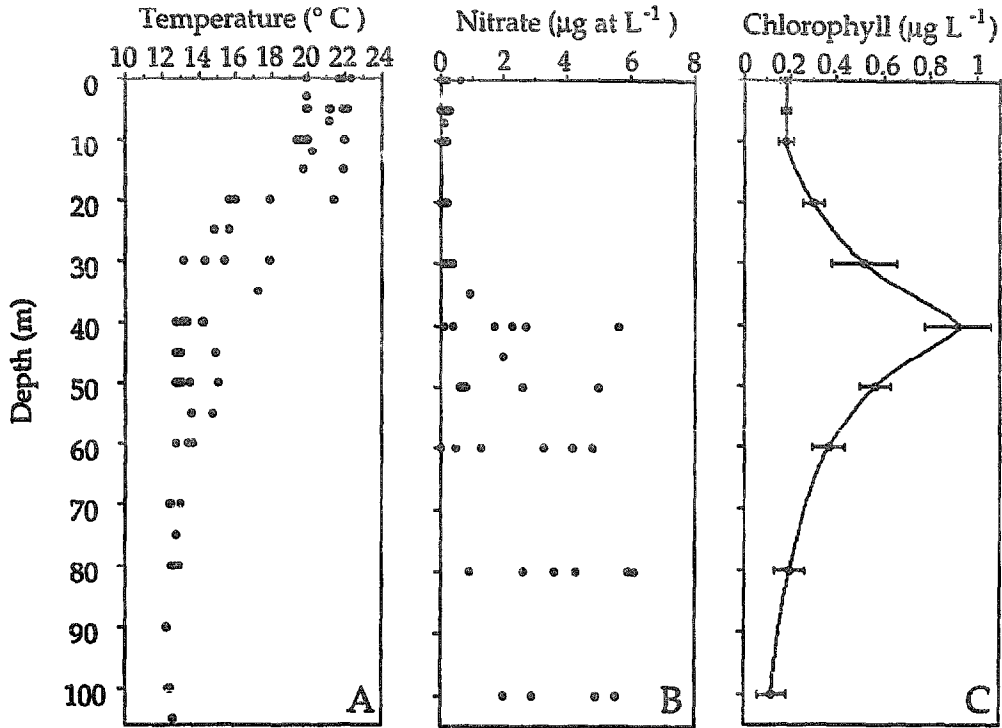 Temperature (° C)
10 12 14 16 18 20 22 24
Nitrate (µg at L⁻¹)
0 2 4 6 8
Chlorophyll (µg L⁻¹)
0 0.2 0.4 0.6 0.8 1
Depth (m)
0
10
20
30
40
50
60
70
80
90
100
A
B
C